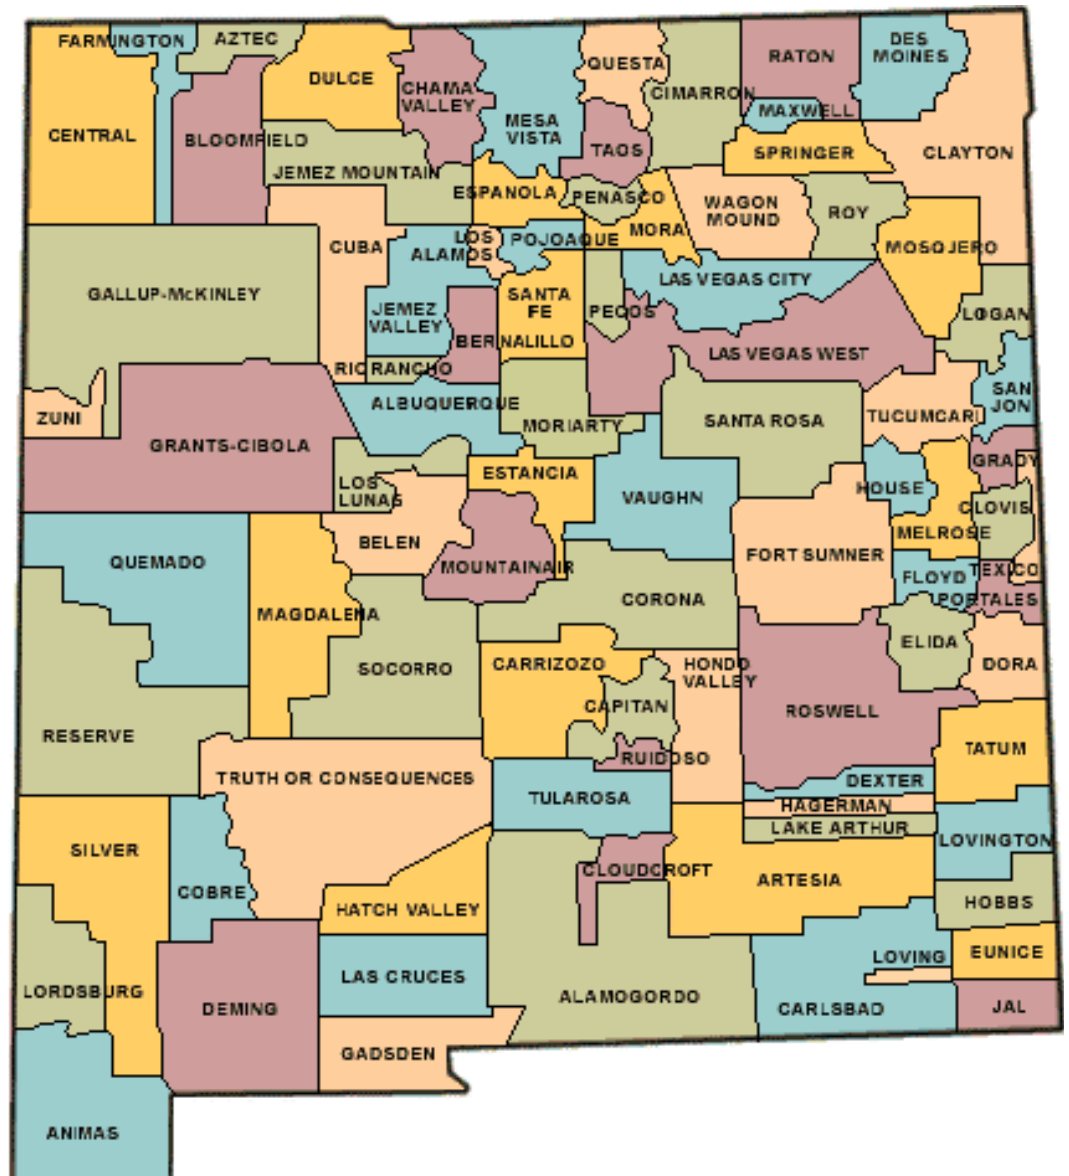 FARMINGTON
AZTEC
DULCE
CHAMA
VALLEY
MESA
VISTA
QUESTA
CIMARRON
RATON
DES
MOINES
MAXWELL
CENTRAL
BLOOMFIELD
TAOS
SPRINGER
CLAYTON
JEMEZ MOUNTAIN
ESPANOLA
PENASCO
WAGON
MOUND
ROY
MORA
CUBA
LOS
ALAMOS
POJOAQUE
MOSQJERO
GALLUP-McKINLEY
JEMEZ
VALLEY
SANTA
FE
PECOS
LAS VEGAS CITY
LOGAN
BERNALILLO
LAS VEGAS WEST
RIO RANCHO
ZUNI
ALBUQUERQUE
MORIARTY
SANTA ROSA
TUCUMCARI
SAN
JON
GRANTS-CIBOLA
GRADY
LOS
LUNAS
ESTANCIA
VAUGHN
HOUSE
CLOVIS
BELEN
MELROSE
QUEMADO
MOUNTAINAIR
FORT SUMNER
FLOYD
TEXICO
MAGDALENA
CORONA
PORTALES
SOCORRO
CARRIZOZO
HONDO
VALLEY
ELIDA
DORA
RESERVE
CAPITAN
ROSWELL
TATUM
RUIDOSO
TRUTH OR CONSEQUENCES
TULAROSA
DEXTER
HAGERMAN
LAKE ARTHUR
LOVINGTON
SILVER
COBRE
CLOUDCROFT
ARTESIA
HATCH VALLEY
HOBBS
LORDSBURG
DEMING
LAS CRUCES
ALAMOGORDO
LOVING
EUNICE
CARLSBAD
JAL
GADSDEN
ANIMAS